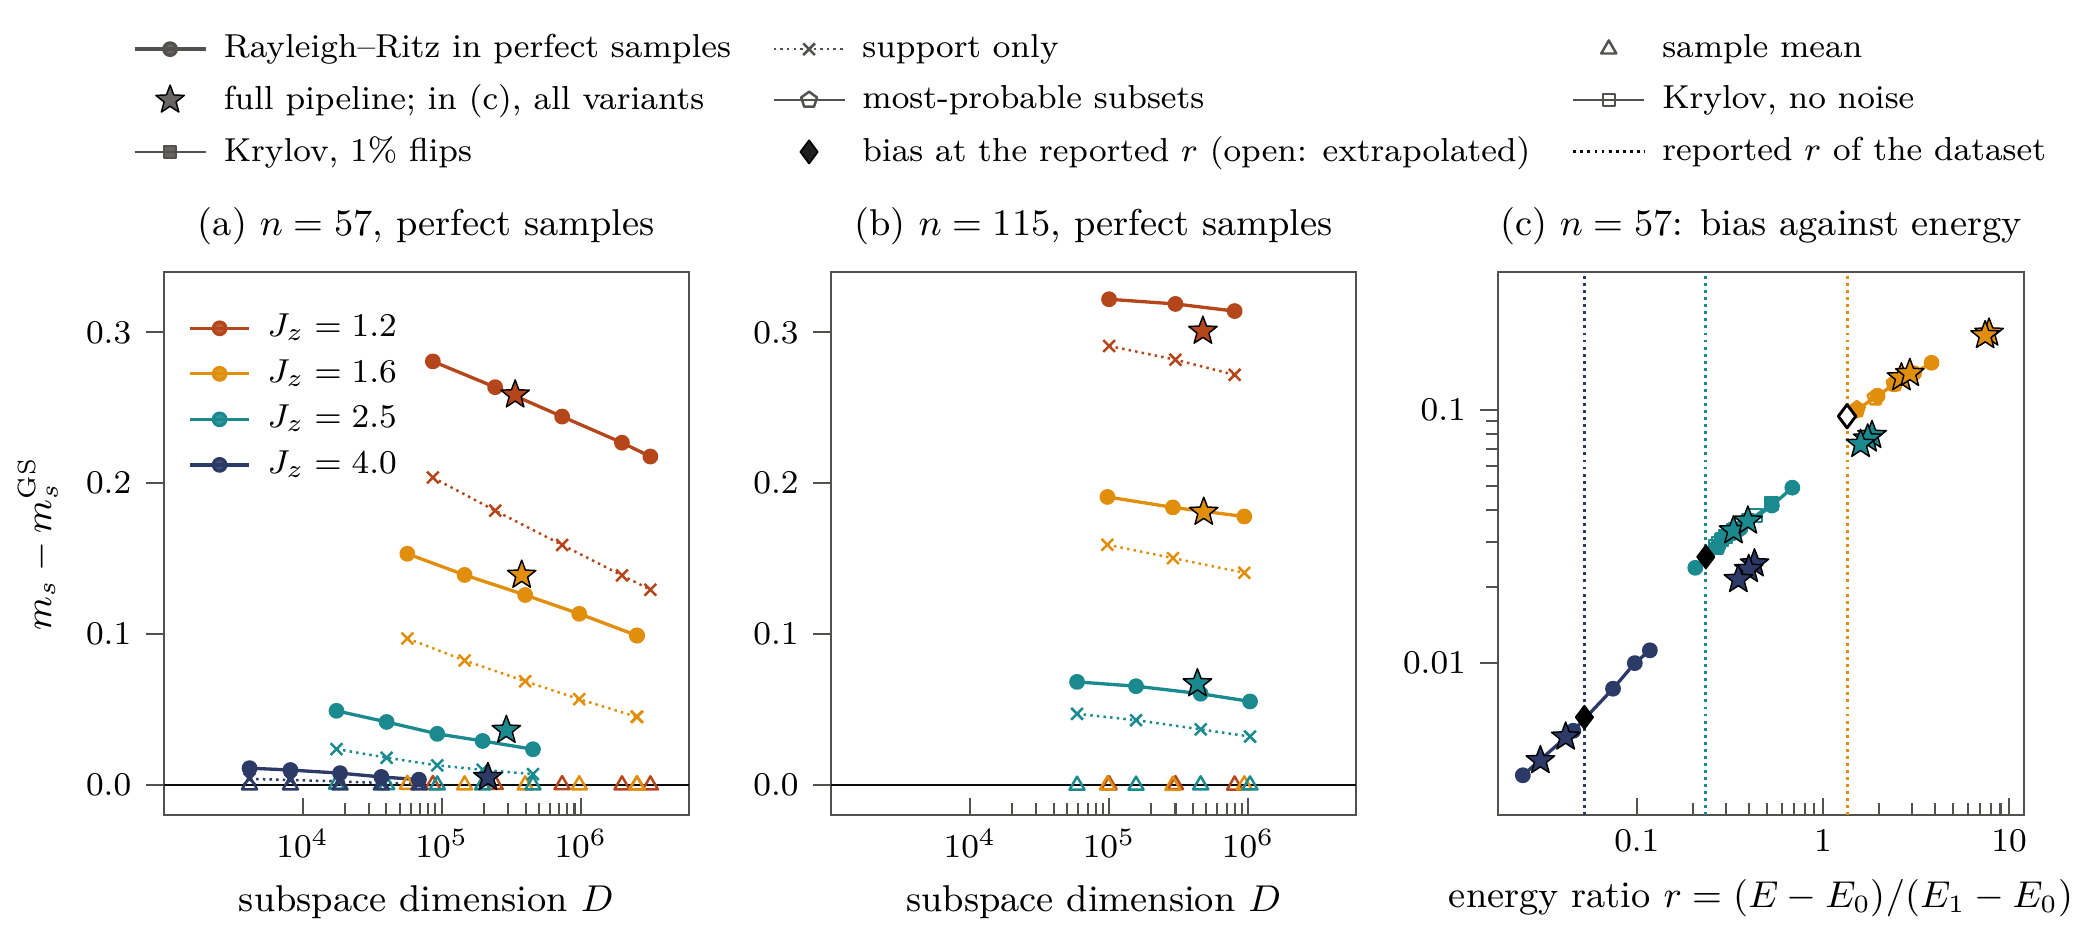 Rayleigh–Ritz in perfect samples
support only
sample mean
full pipeline; in (c), all variants
most-probable subsets
Krylov, no noise
Krylov, 1% flips
bias at the reported r (open: extrapolated)
reported r of the dataset
(a) n = 57, perfect samples
(b) n = 115, perfect samples
(c) n = 57: bias against energy
m_s − m_s^GS
0.3
0.2
0.1
0.0
J_z = 1.2
J_z = 1.6
J_z = 2.5
J_z = 4.0
10^4 10^5 10^6
subspace dimension D
0.3
0.2
0.1
0.0
10^4 10^5 10^6
subspace dimension D
0.1
0.01
0.1 1 10
energy ratio r = (E − E_0)/(E_1 − E_0)